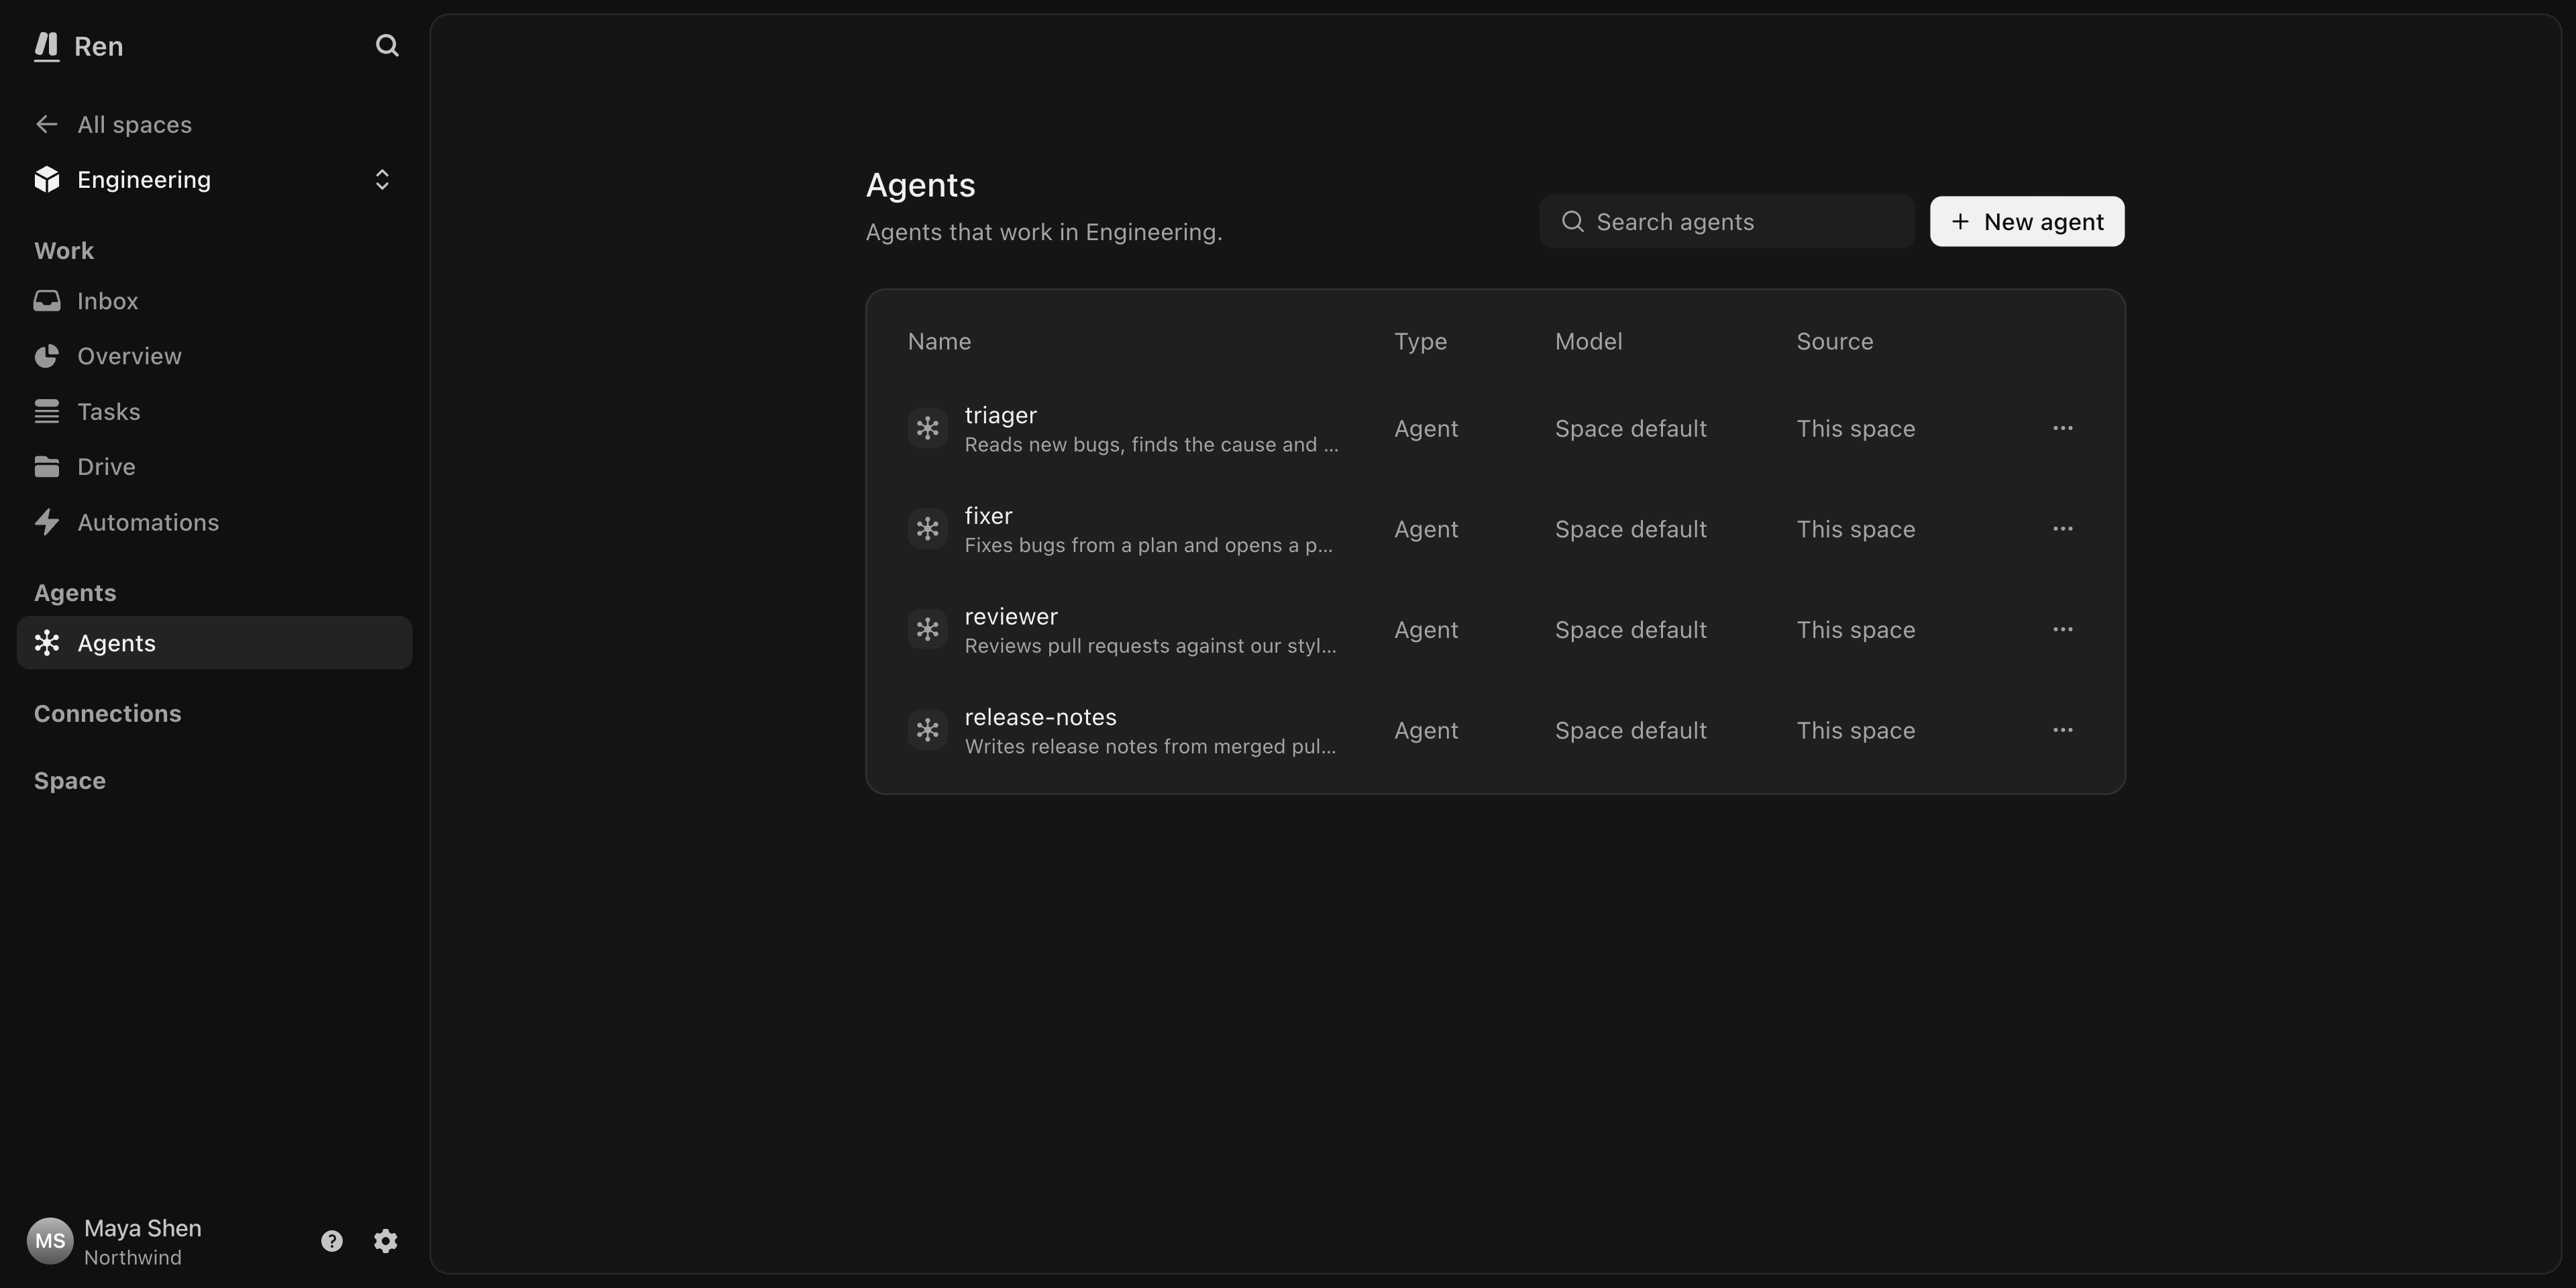 Ren
All spaces
Engineering
Work
Inbox
Overview
Tasks
Drive
Automations
Agents
Agents
Connections
Space
MS
Maya Shen
Northwind
Agents
Agents that work in Engineering.
Search agents
New agent
Name Type Model Source
triager
Reads new bugs, finds the cause and ...
Agent Space default This space
fixer
Fixes bugs from a plan and opens a p...
Agent Space default This space
reviewer
Reviews pull requests against our styl...
Agent Space default This space
release-notes
Writes release notes from merged pul...
Agent Space default This space